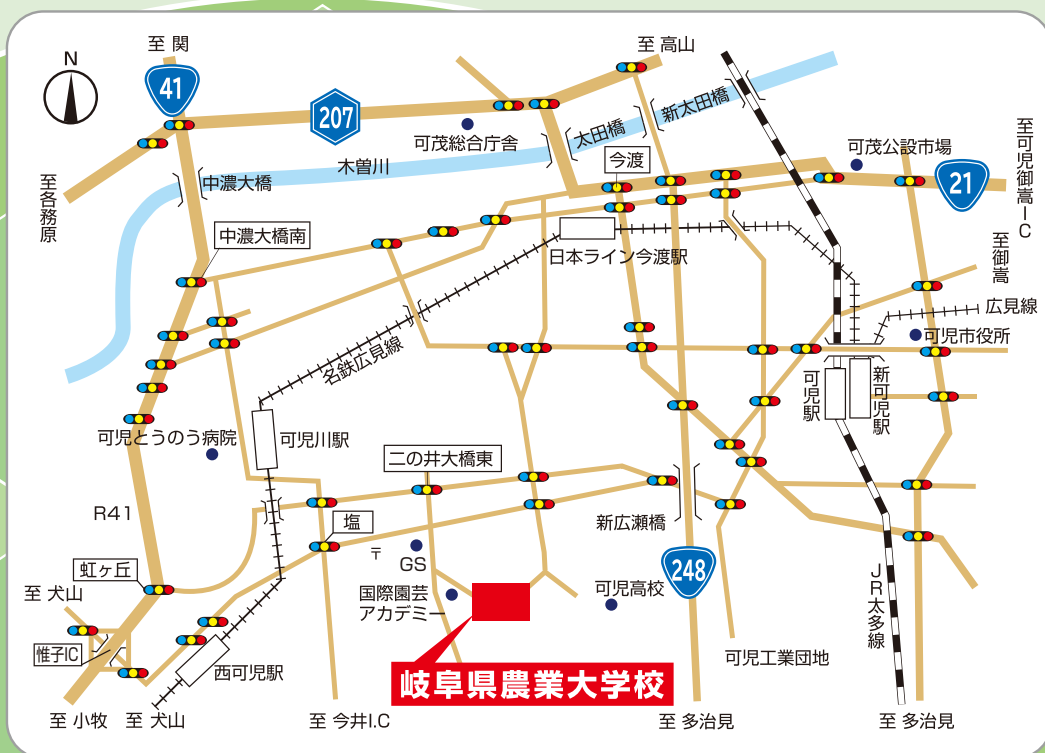 至 関
至 高山
N
41
新太田橋
207
太田橋
可茂総合庁舎
今渡
可茂公設市場
至可児御嵩IC
木曽川
中濃大橋
21
至各務原
中濃大橋南
日本ライン今渡駅
至御嵩
広見線
可児市役所
名鉄広見線
可児駅
新可児駅
可児とうのう病院
可児川駅
二の井大橋東
R41
塩
新広瀬橋
〒
GS
虹ヶ丘
248
至 犬山
国際園芸
アカデミー
可児高校
JR太多線
惟子IC
西可児駅
岐阜県農業大学校
可児工業団地
至 小牧
至 犬山
至 今井I.C
至 多治見
至 多治見